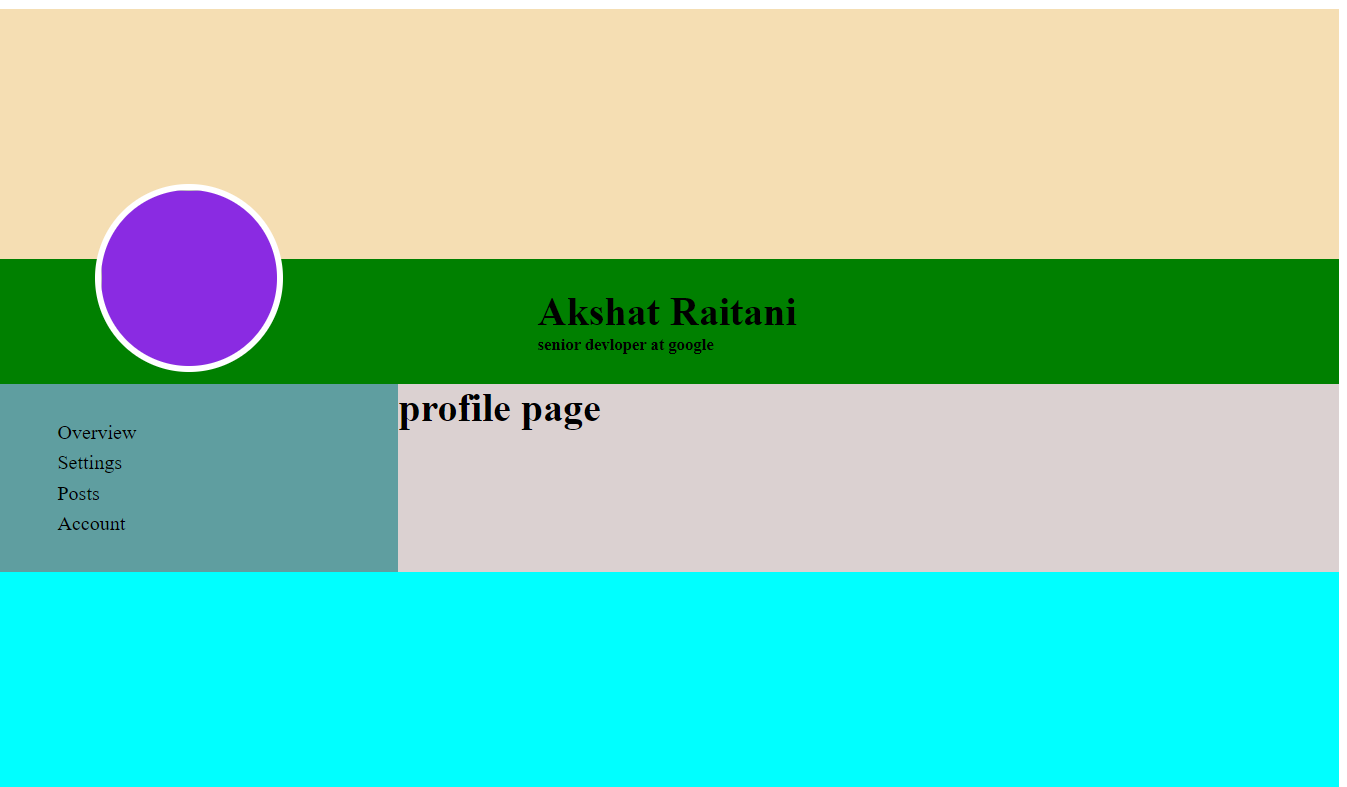 Akshat Raitani
senior devloper at google
profile page
Overview
Settings
Posts
Account